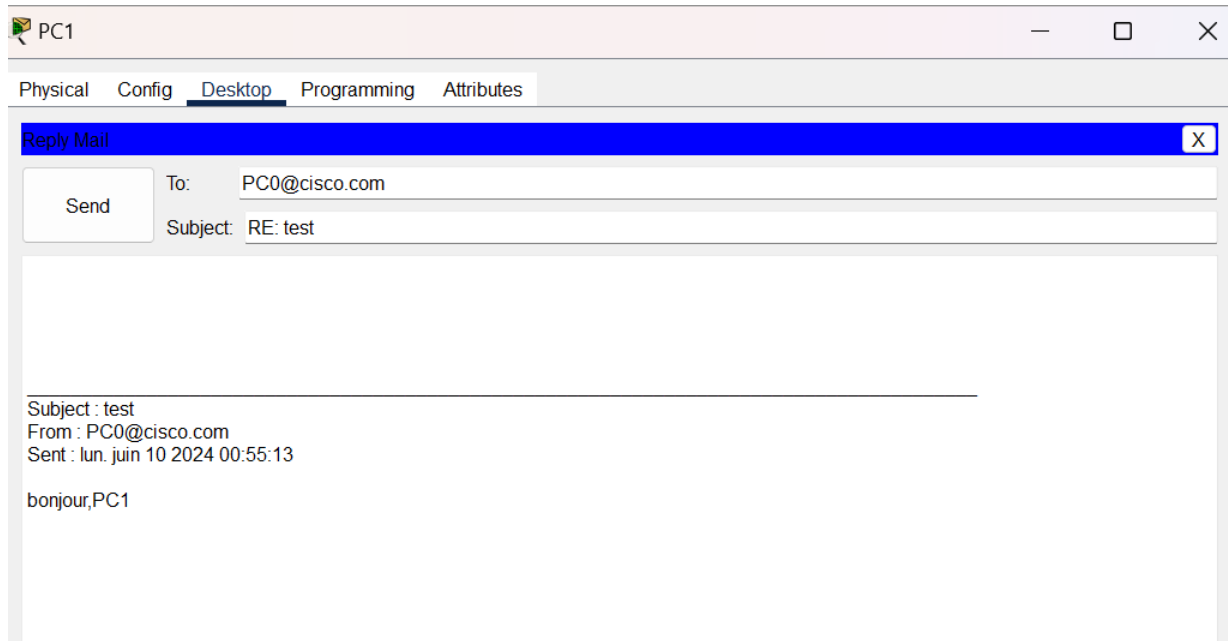 PC1
Physical Config Desktop Programming Attributes
Reply Mail X
Send
To: PC0@cisco.com
Subject: RE: test
Subject : test
From : PC0@cisco.com
Sent : lun. juin 10 2024 00:55:13
bonjour,PC1